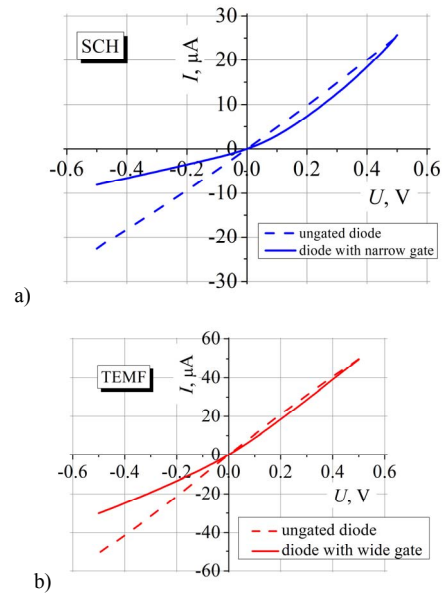 30
SCH
20
10
0
-0.6 -0.4 -0.2 0.0 0.2 0.4 0.6
-10
-20
-30
I, μA
U, V
ungated diode
diode with narrow gate
a)
60
TEMF
40
20
0
-0.6 -0.4 -0.2 0.0 0.2 0.4 0.6
-20
-40
-60
I, μA
U, V
ungated diode
diode with wide gate
b)